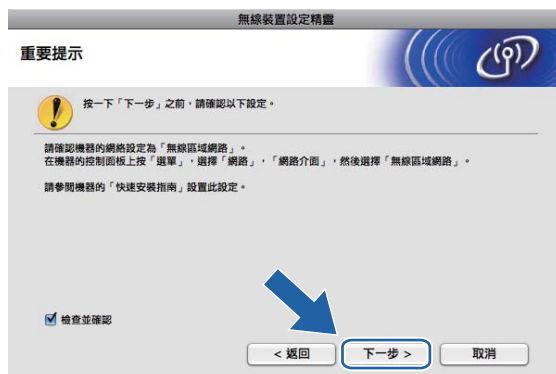 無線裝置設定精靈
重要提示
按一下「下一步」之前，請確認以下設定。
請確認機器的網絡設定為「無線區域網路」。
在機器的控制面板上按「選單」，選擇「網路」，「網路介面」，然後選擇「無線區域網路」。
請參閱機器的「快速安裝指南」設置此設定。
檢查並確認
< 返回
下一步 >
取消